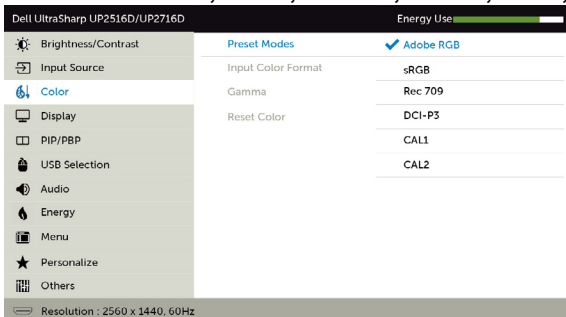 Dell UltraSharp UP2516D/UP2716D Energy Use
Brightness/Contrast Preset Modes Adobe RGB
Input Source Input Color Format sRGB
Color Gamma Rec 709
Display Reset Color DCI-P3
PIP/PBP CAL1
USB Selection CAL2
Audio
Energy
Menu
Personalize
Others
Resolution : 2560 x 1440, 60Hz